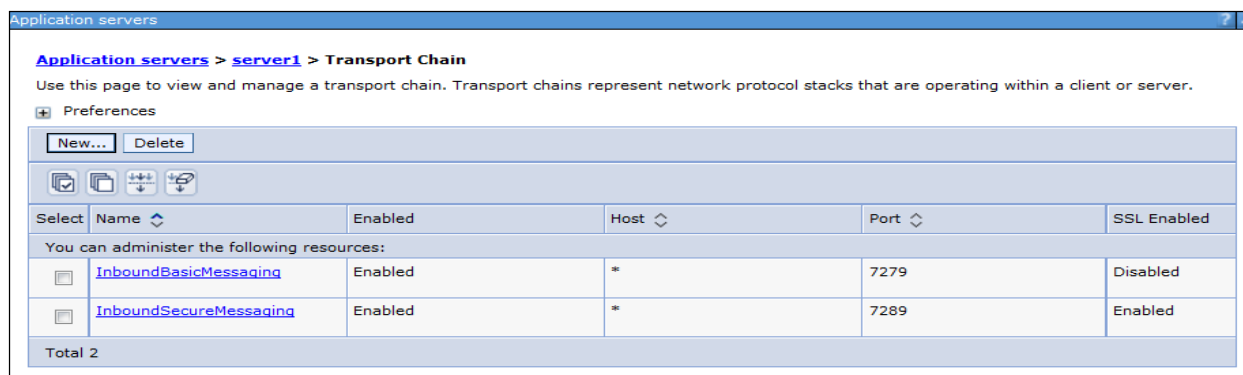 Application servers ?
Application servers > server1 > Transport Chain
Use this page to view and manage a transport chain. Transport chains represent network protocol stacks that are operating within a client or server.
+ Preferences
New... Delete
Select Name Enabled Host Port SSL Enabled
You can administer the following resources:
InboundBasicMessaging Enabled * 7279 Disabled
InboundSecureMessaging Enabled * 7289 Enabled
Total 2